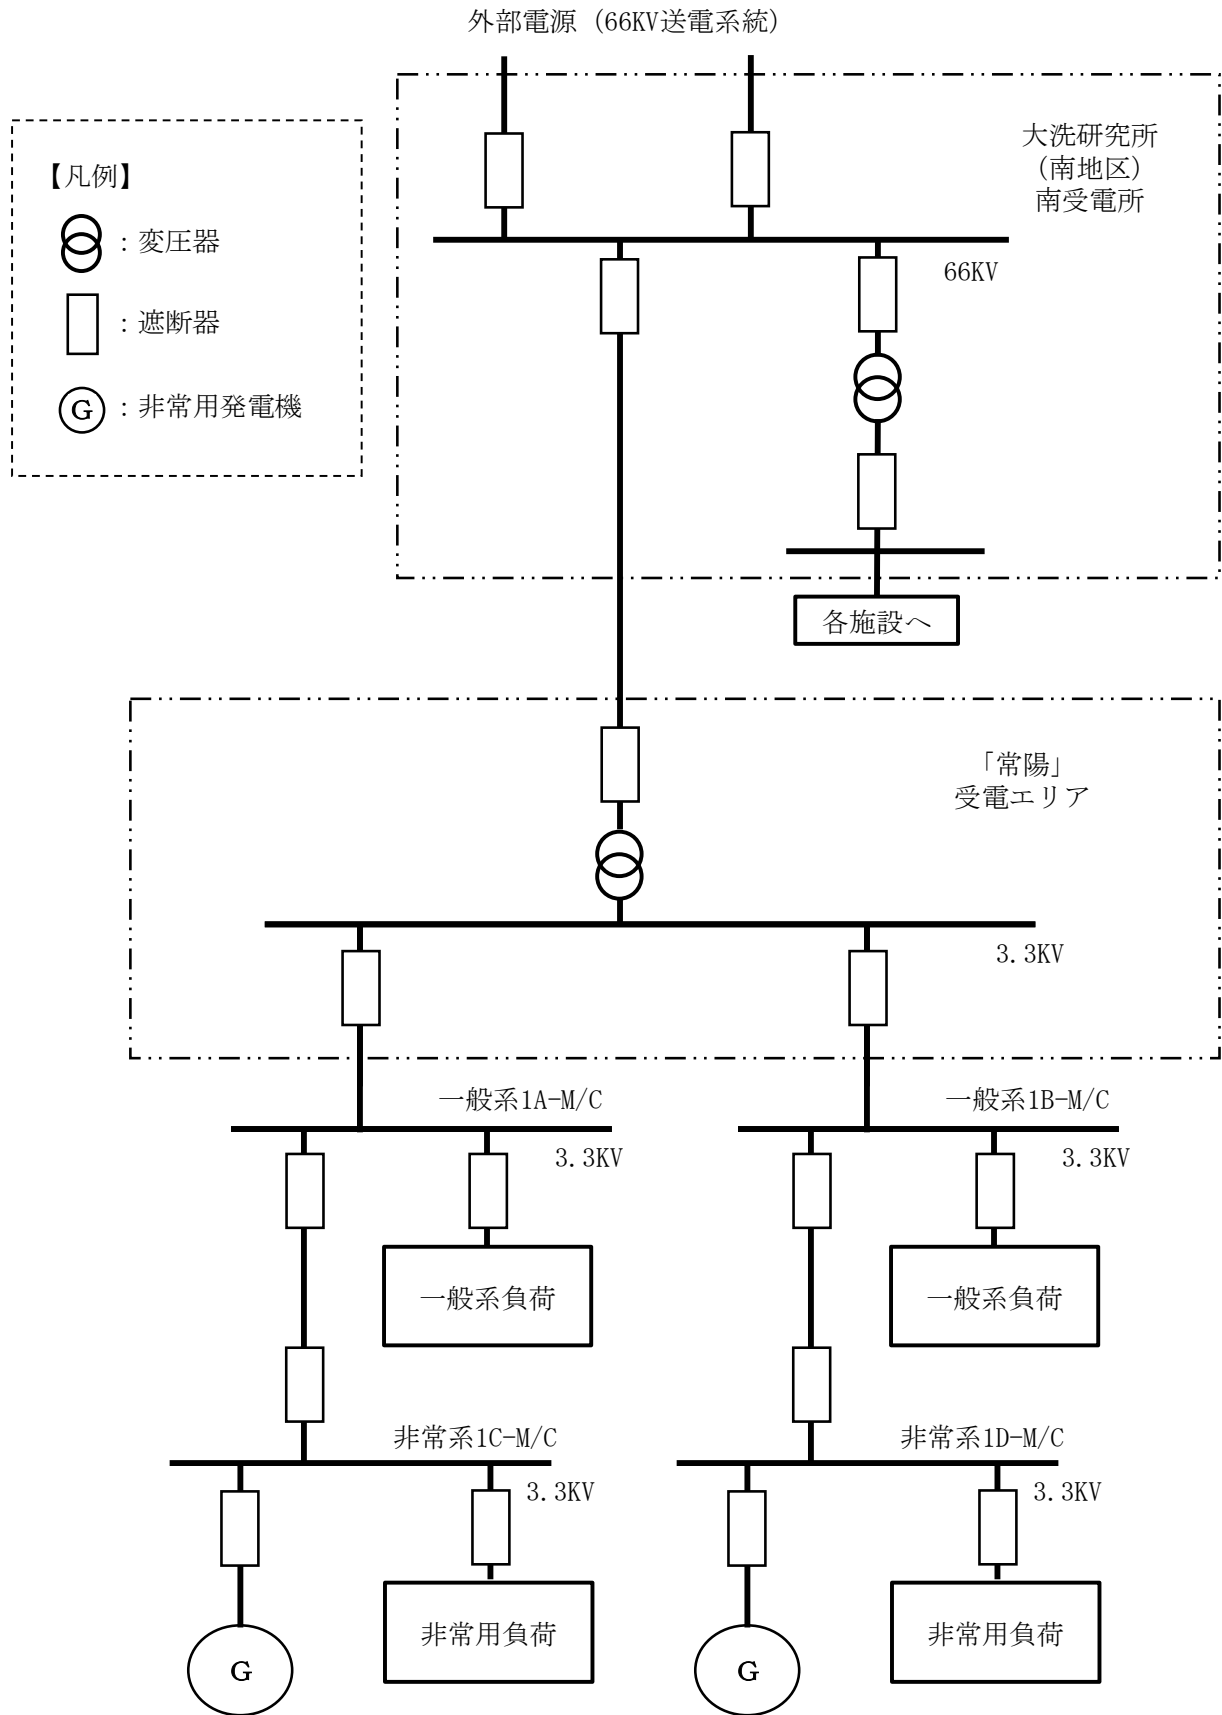 外部電源（66KV送電系統）
大洗研究所
（南地区）
南受電所
【凡例】
：変圧器
：遮断器
G
：非常用発電機
66KV
各施設へ
「常陽」
受電エリア
3.3KV
一般系1A-M/C
3.3KV
一般系負荷
一般系1B-M/C
3.3KV
一般系負荷
非常系1C-M/C
3.3KV
非常用負荷
G
非常系1D-M/C
3.3KV
非常用負荷
G